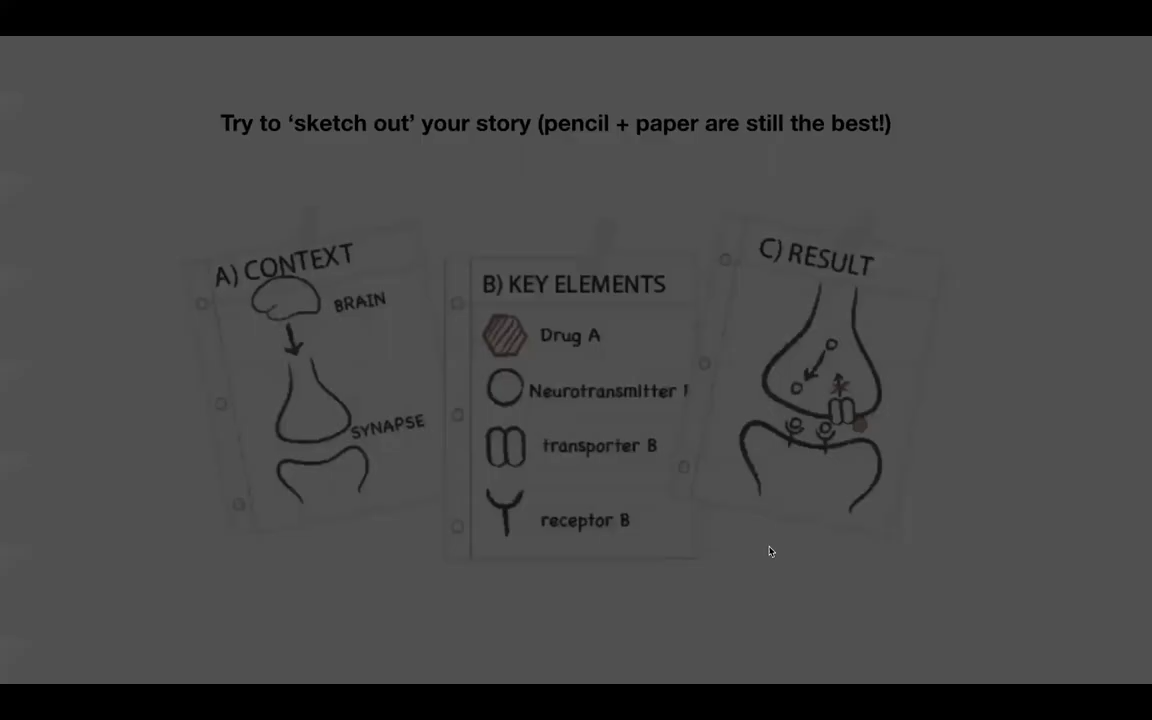 Try to ‘sketch out’ your story (pencil + paper are still the best!)
A) CONTEXT
BRAIN
SYNAPSE
B) KEY ELEMENTS
Drug A
Neurotransmitter
transporter B
receptor B
C) RESULT